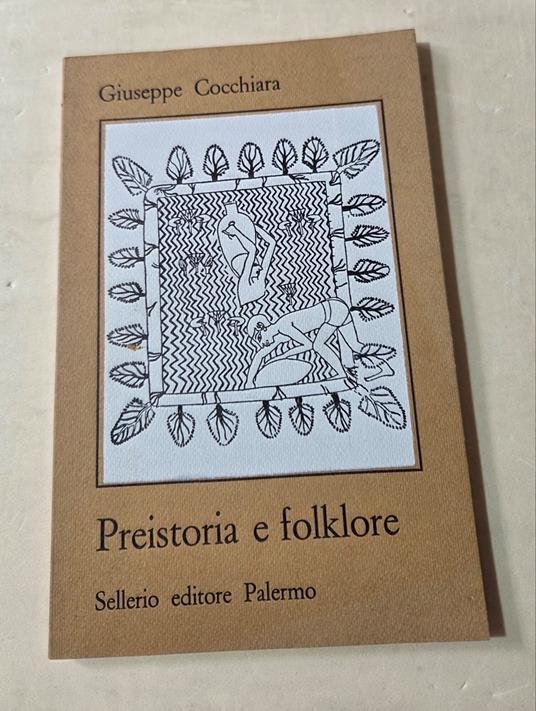 Giuseppe Cocchiara
Preistoria e folklore
Sellerio editore Palermo